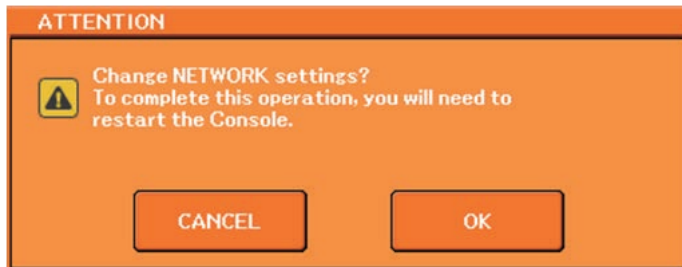 ATTENTION
Change NETWORK settings?
To complete this operation, you will need to
restart the Console.
CANCEL
OK